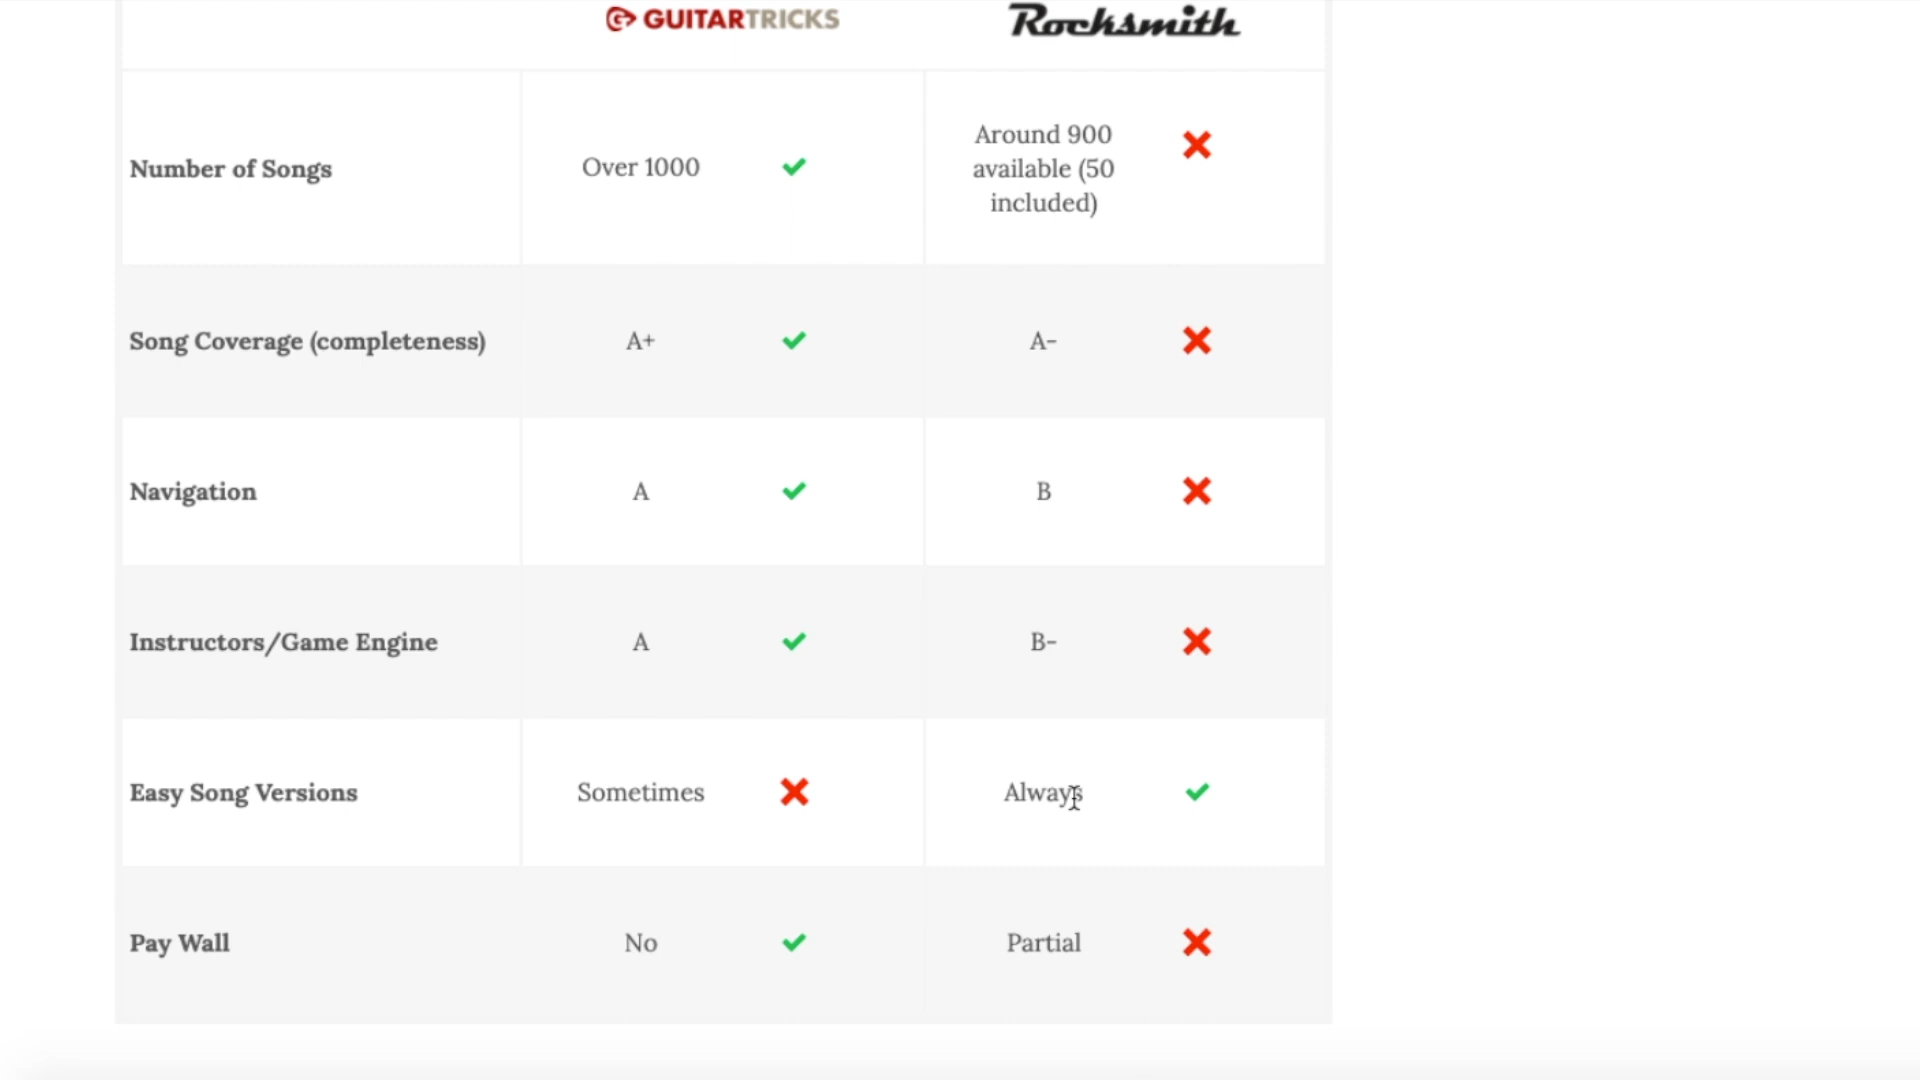 GUITARTRICKS
Rocksmith
Number of Songs
Over 1000
Around 900
available (50
included)
Song Coverage (completeness)
A+
A-
Navigation
A
B
Instructors/Game Engine
A
B-
Easy Song Versions
Sometimes
Always
Pay Wall
No
Partial